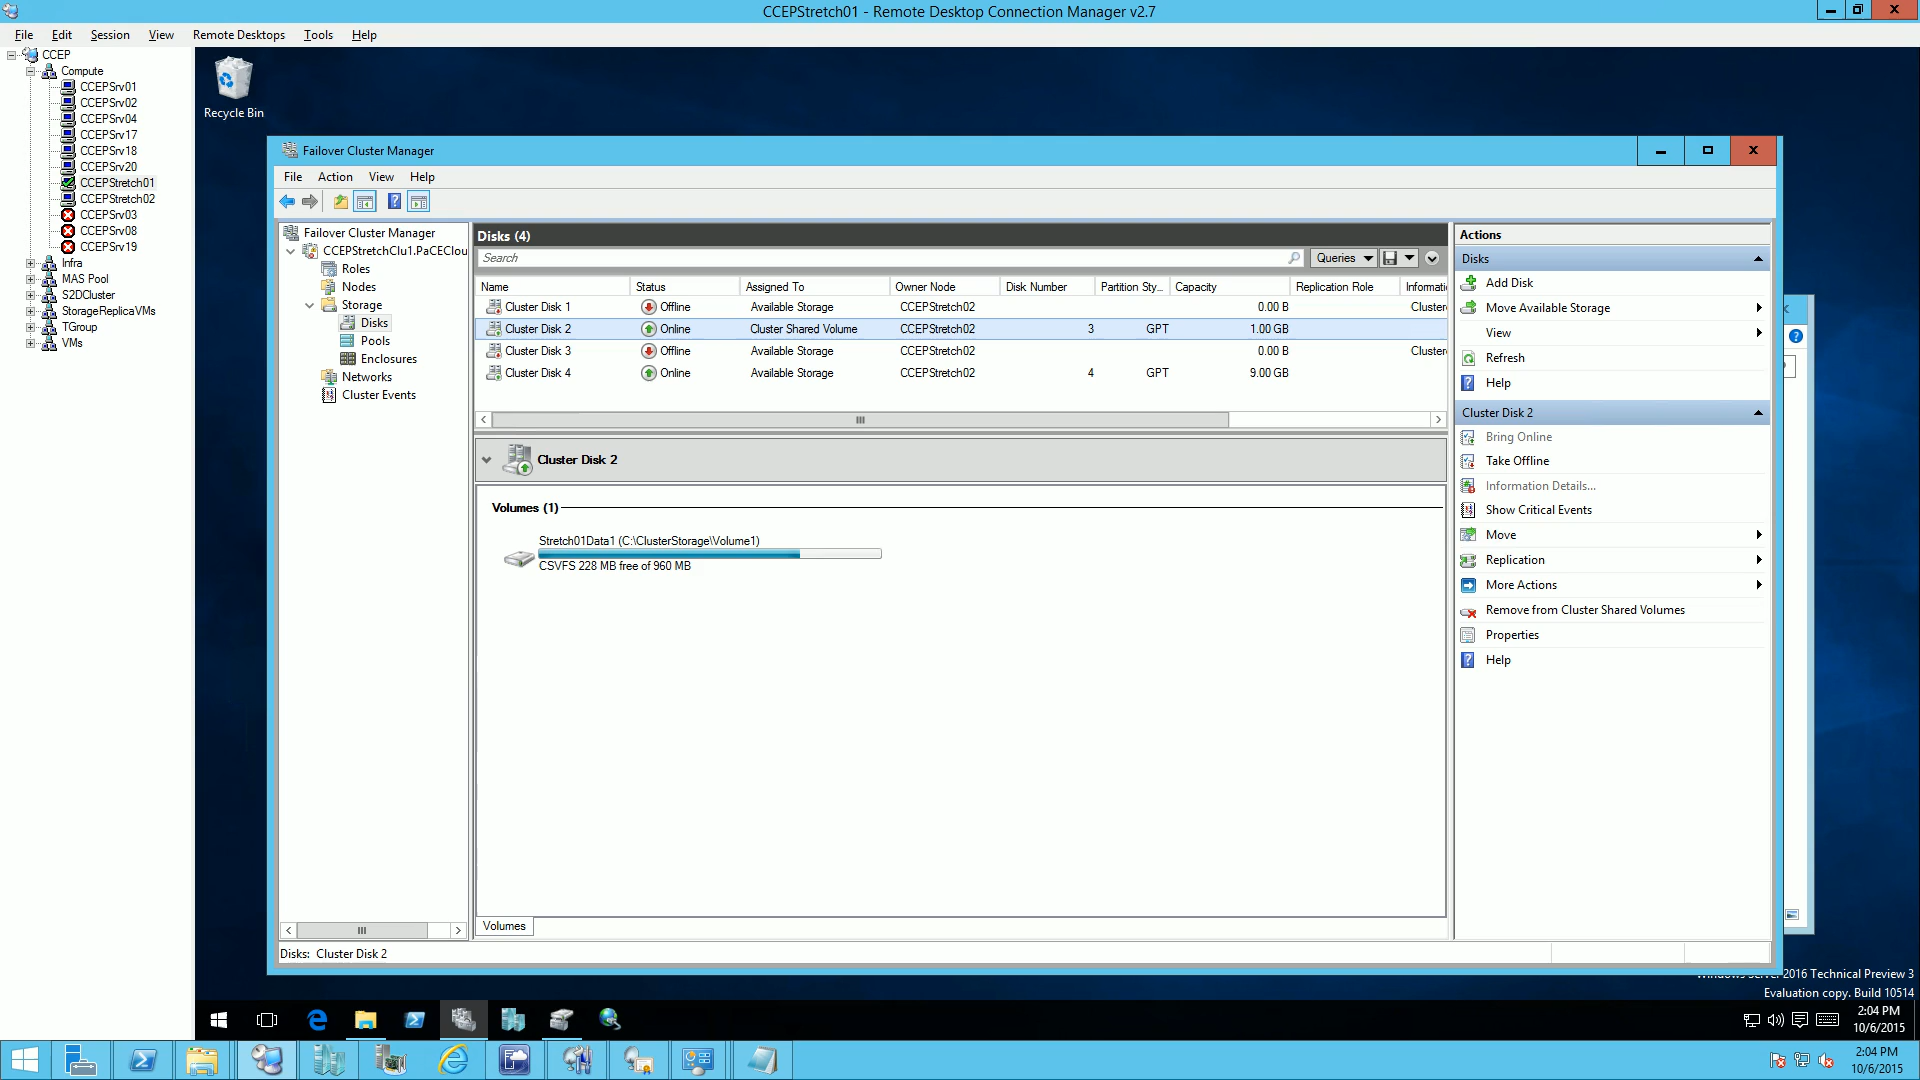 CCEPStretch01 - Remote Desktop Connection Manager v2.7
File Edit Session View Remote Desktops Tools Help
CCEP
Compute
CCEPSrv01
CCEPSrv02
CCEPSrv04
CCEPSrv17
CCEPSrv18
CCEPSrv20
CCEPStretch01
CCEPStretch02
CCEPSrv03
CCEPSrv08
CCEPSrv19
Infra
MAS Pool
S2DCluster
StorageReplicaVMs
TGroup
VMs
Recycle Bin
Failover Cluster Manager
File Action View Help
Failover Cluster Manager
CCEPStretchClu1.PaCEClou
Roles
Nodes
Storage
Disks
Pools
Enclosures
Networks
Cluster Events
Disks (4)
Search
Queries
Name Status Assigned To Owner Node Disk Number Partition Sty... Capacity Replication Role Informati
Cluster Disk 1 Offline Available Storage CCEPStretch02 0.00 B Cluster
Cluster Disk 2 Online Cluster Shared Volume CCEPStretch02 3 GPT 1.00 GB
Cluster Disk 3 Offline Available Storage CCEPStretch02 0.00 B Cluster
Cluster Disk 4 Online Available Storage CCEPStretch02 4 GPT 9.00 GB
Cluster Disk 2
Volumes (1)
Stretch01Data1 (C:\ClusterStorage\Volume1)
CSVFS 228 MB free of 960 MB
Volumes
Disks: Cluster Disk 2
Actions
Disks
Add Disk
Move Available Storage
View
Refresh
Help
Cluster Disk 2
Bring Online
Take Offline
Information Details...
Show Critical Events
Move
Replication
More Actions
Remove from Cluster Shared Volumes
Properties
Help
Windows Server 2016 Technical Preview 3
Evaluation copy. Build 10514
2:04 PM
10/6/2015
2:04 PM
10/6/2015